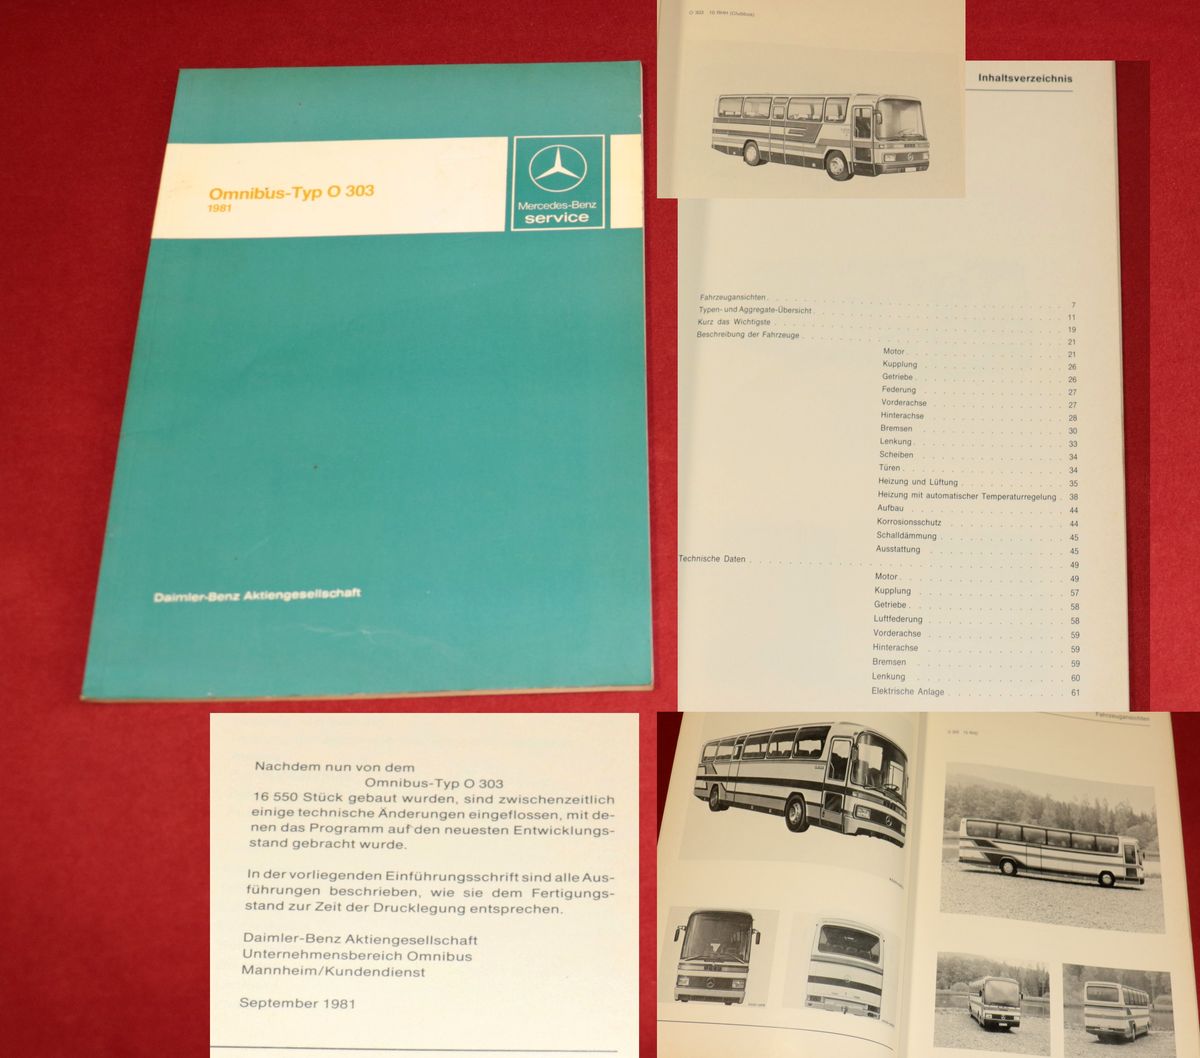 Omnibus-Typ O 303
1981
Mercedes-Benz
service
Daimler-Benz Aktiengesellschaft
O 303 10 RHH (Clubbus)
Inhaltsverzeichnis
Fahrzeugansichten . 7
Typen- und Aggregate-Übersicht . 11
Kurz das Wichtigste . 19
Beschreibung der Fahrzeuge . 21
Motor . 21
Kupplung . 26
Getriebe . 26
Federung . 27
Vorderachse . 27
Hinterachse . 28
Bremsen . 30
Lenkung . 33
Scheiben . 34
Türen . 34
Heizung und Lüftung . 35
Heizung mit automatischer Temperaturregelung . 38
Aufbau . 44
Korrosionsschutz . 44
Schalldämmung . 45
Ausstattung . 45
Technische Daten . 49
Motor . 49
Kupplung . 57
Getriebe . 58
Luftfederung . 58
Vorderachse . 59
Hinterachse . 59
Bremsen . 59
Lenkung . 60
Elektrische Anlage . 61
Nachdem nun von dem
Omnibus-Typ O 303
16 550 Stück gebaut wurden, sind zwischenzeitlich
einige technische Änderungen eingeflossen, mit de-
nen das Programm auf den neuesten Entwicklungs-
stand gebracht wurde.
In der vorliegenden Einführungsschrift sind alle Aus-
führungen beschrieben, wie sie dem Fertigungs-
stand zur Zeit der Drucklegung entsprechen.
Daimler-Benz Aktiengesellschaft
Unternehmensbereich Omnibus
Mannheim/Kundendienst
September 1981
Fahrzeugansichten